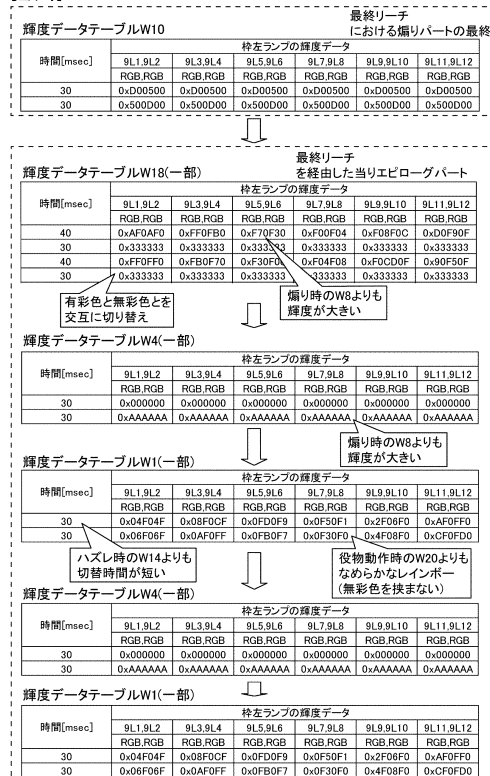 輝度データテーブルW10
最終リーチ
における煽りパートの最終
時間[msec] 枠左ランプの輝度データ
9L1,9L2 9L3,9L4 9L5,9L6 9L7,9L8 9L9,9L10 9L11,9L12
RGB,RGB RGB,RGB RGB,RGB RGB,RGB RGB,RGB RGB,RGB
30 0xD00500 0xD00500 0xD00500 0xD00500 0xD00500 0xD00500
30 0x500D00 0x500D00 0x500D00 0x500D00 0x500D00 0x500D00
輝度データテーブルW18(一部)
最終リーチ
を経由した当りエピローグパート
時間[msec] 枠左ランプの輝度データ
9L1,9L2 9L3,9L4 9L5,9L6 9L7,9L8 9L9,9L10 9L11,9L12
RGB,RGB RGB,RGB RGB,RGB RGB,RGB RGB,RGB RGB,RGB
40 0xAF0AF0 0xFF0FB0 0xF70F30 0xF00F04 0xF08F0C 0xD0F90F
30 0x333333 0x333333 0x333333 0x333333 0x333333 0x333333
40 0xFF0FF0 0xFB0F70 0xF04F08 0xF0CD0F 0x90F50F
30 0x333333 0x333333 0x333333 0x333333 0x333333 0x333333
有彩色と無彩色とを
交互に切り替え
煽り時のW8よりも
輝度が大きい
輝度データテーブルW4(一部)
時間[msec] 枠左ランプの輝度データ
9L1,9L2 9L3,9L4 9L5,9L6 9L7,9L8 9L9,9L10 9L11,9L12
RGB,RGB RGB,RGB RGB,RGB RGB,RGB RGB,RGB RGB,RGB
30 0x000000 0x000000 0x000000 0x000000 0x000000 0x000000
30 0xAAAAAA 0xAAAAAA 0xAAAAAA 0xAAAAAA 0xAAAAAA 0xAAAAAA
煽り時のW8よりも
輝度が大きい
輝度データテーブルW1(一部)
時間[msec] 枠左ランプの輝度データ
9L1,9L2 9L3,9L4 9L5,9L6 9L7,9L8 9L9,9L10 9L11,9L12
RGB,RGB RGB,RGB RGB,RGB RGB,RGB RGB,RGB RGB,RGB
30 0x04F04F 0x08F0CF 0x0FD0F9 0x0F50F1 0x2F06F0 0xAF0FF0
30 0x06F06F 0x0AF0FF 0x0FB0F7 0x0F30F0 0x4F08F0 0xCF0FD0
ハズレ時のW14よりも
切替時間が短い
役物動作時のW20よりも
なめらかなレインボー
(無彩色を挟まない)
輝度データテーブルW4(一部)
時間[msec] 枠左ランプの輝度データ
9L1,9L2 9L3,9L4 9L5,9L6 9L7,9L8 9L9,9L10 9L11,9L12
RGB,RGB RGB,RGB RGB,RGB RGB,RGB RGB,RGB RGB,RGB
30 0x000000 0x000000 0x000000 0x000000 0x000000 0x000000
30 0xAAAAAA 0xAAAAAA 0xAAAAAA 0xAAAAAA 0xAAAAAA 0xAAAAAA
輝度データテーブルW1(一部)
時間[msec] 枠左ランプの輝度データ
9L1,9L2 9L3,9L4 9L5,9L6 9L7,9L8 9L9,9L10 9L11,9L12
RGB,RGB RGB,RGB RGB,RGB RGB,RGB RGB,RGB RGB,RGB
30 0x04F04F 0x08F0CF 0x0FD0F9 0x0F50F1 0x2F06F0 0xAF0FF0
30 0x06F06F 0x0AF0FF 0x0FB0F7 0x0F30F0 0x4F08F0 0xCF0FD0